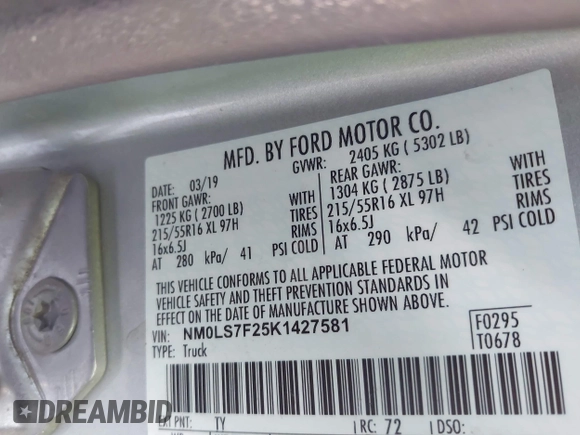 MFD. BY FORD MOTOR CO.
DATE: 03/19 GVWR: 2405 KG ( 5302 LB)
FRONT GAWR: REAR GAWR:
1225 KG ( 2700 LB) WITH 1304 KG ( 2875 LB) WITH
215/55R16 XL 97H TIRES 215/55R16 XL 97H TIRES
16x6.5J RIMS 16x6.5J RIMS
AT 280 kPa/ 41 PSI COLD AT 290 kPa/ 42 PSI COLD
THIS VEHICLE CONFORMS TO ALL APPLICABLE FEDERAL MOTOR
VEHICLE SAFETY AND THEFT PREVENTION STANDARDS IN
EFFECT ON THE DATE OF MANUFACTURE SHOWN ABOVE.
VIN: NM0LS7F25K1427581 F0295
TYPE: Truck T0678
EXT PNT: TY RC: 72 DSO:
DREAMBID